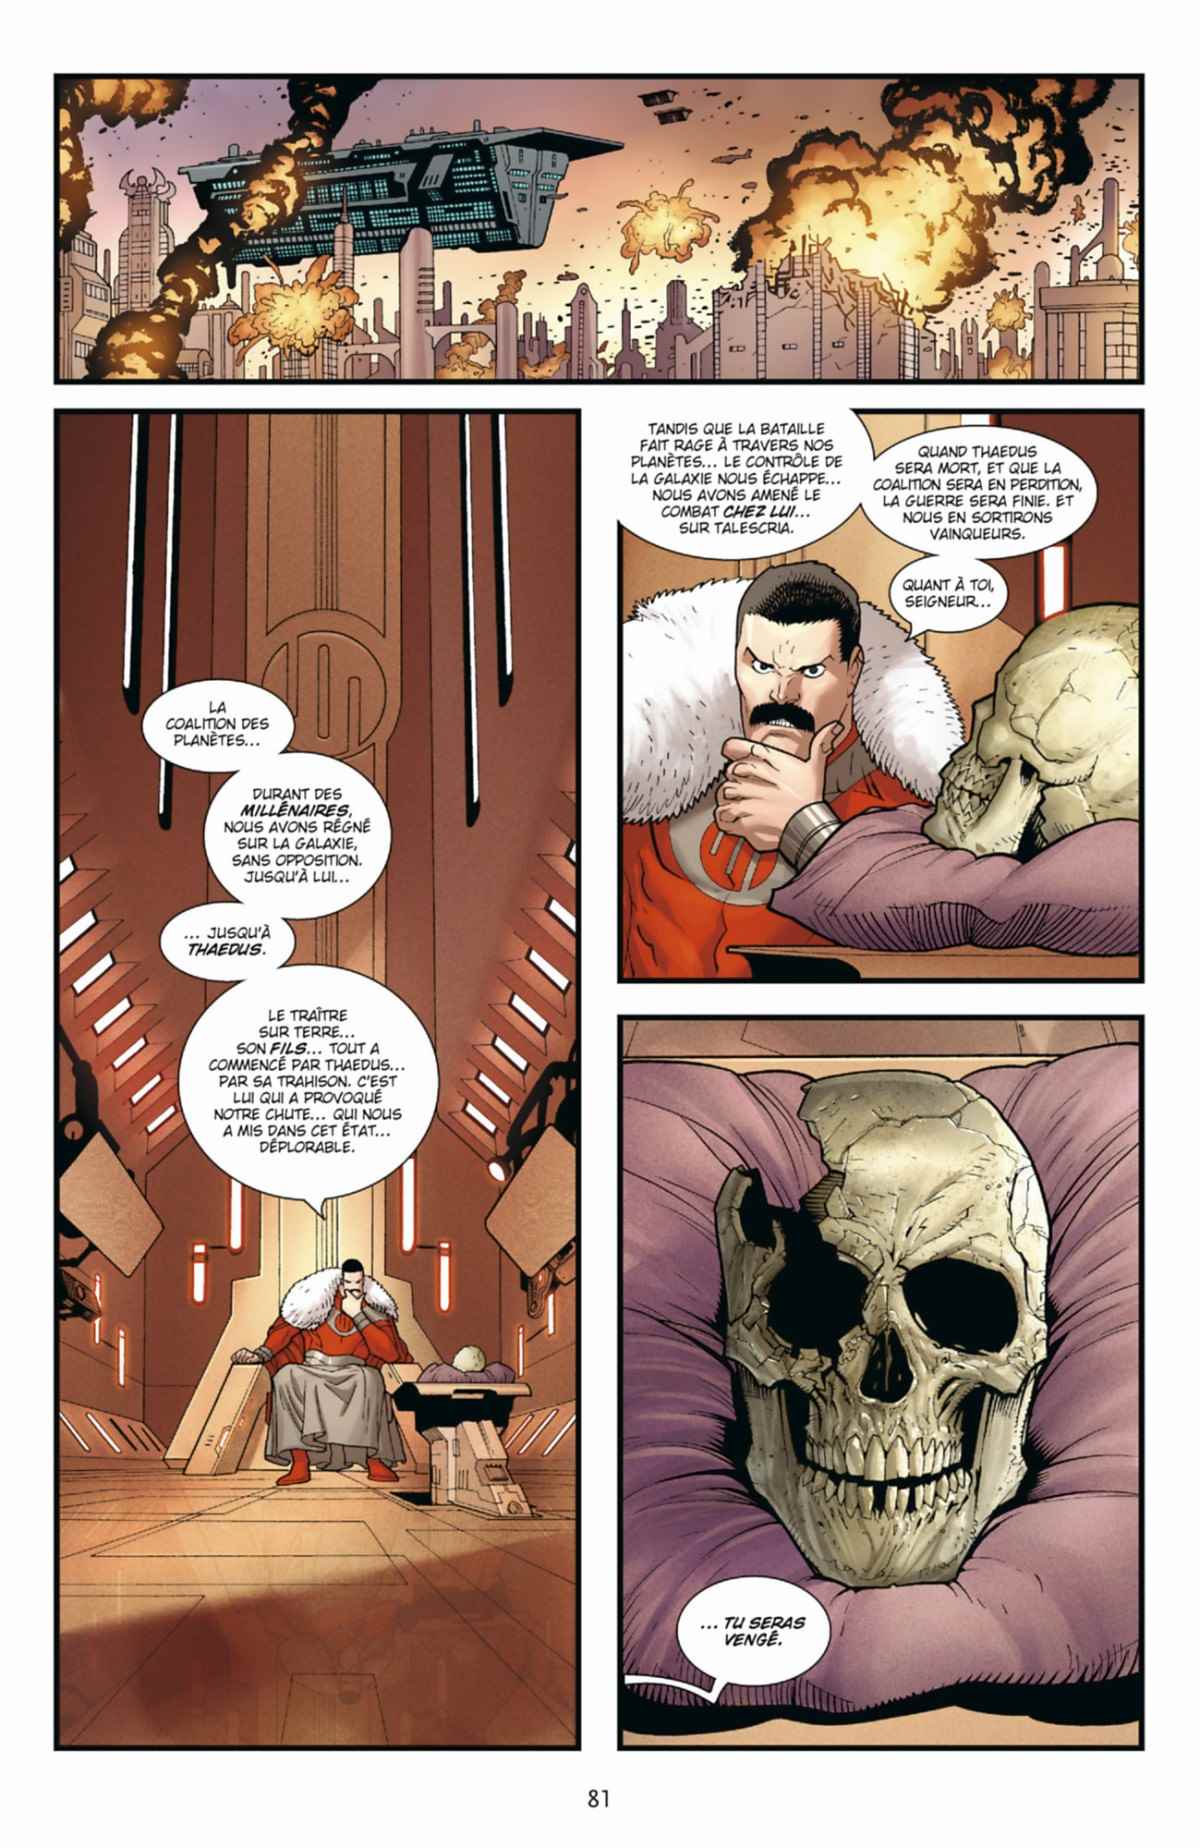 LA
COALITION DES
PLANÈTES...
DURANT DES
MILLÉNAIRES,
NOUS AVONS RÉGNÉ
SUR LA GALAXIE,
SANS OPPOSITION.
JUSQU'À LUI...
... JUSQU'À
THAEDUS.
LE TRAÎTRE
SUR TERRE...
SON FILS... TOUT A
COMMENCÉ PAR THAEDUS...
PAR SA TRAHISON. C'EST
LUI QUI A PROVOQUÉ
NOTRE CHUTE... QUI NOUS
A MIS DANS CET ÉTAT...
DÉPLORABLE.
TANDIS QUE LA BATAILLE
FAIT RAGE À TRAVERS NOS
PLANÈTES... LE CONTRÔLE DE
LA GALAXIE NOUS ÉCHAPPE...
NOUS AVONS AMENÉ LE
COMBAT CHEZ LUI...
SUR TALESCRIA.
QUAND THAEDUS
SERA MORT, ET QUE LA
COALITION SERA EN PERDITION,
LA GUERRE SERA FINIE. ET
NOUS EN SORTIRONS
VAINQUEURS.
QUANT À TOI,
SEIGNEUR...
... TU SERAS
VENGÉ.
81